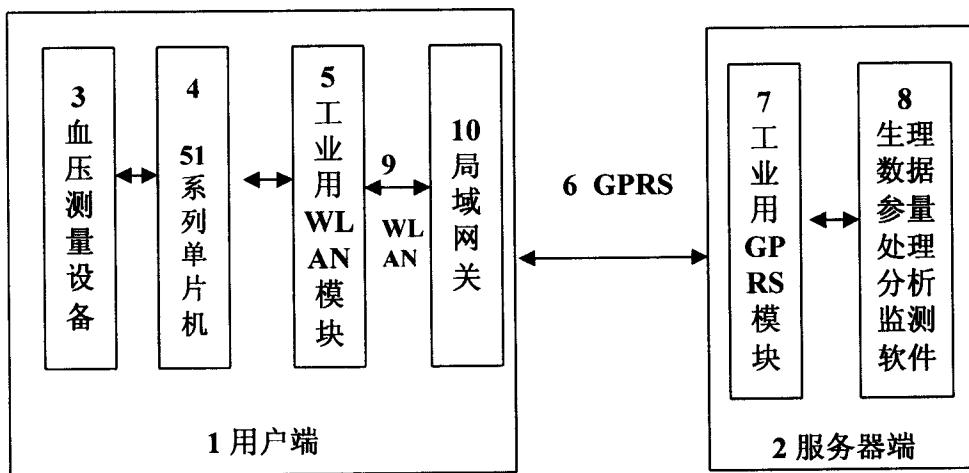 3
血
压
测
量
设
备
4
51
系
列
单
片
机
5
工
业
用
WL
AN
模
块
9
WL
AN
10
局
域
网
关
1 用户端
6 GPRS
7
工
业
用
GP
RS
模
块
8
生理
数据
参量
处理
分析
监测
软件
2 服务器端